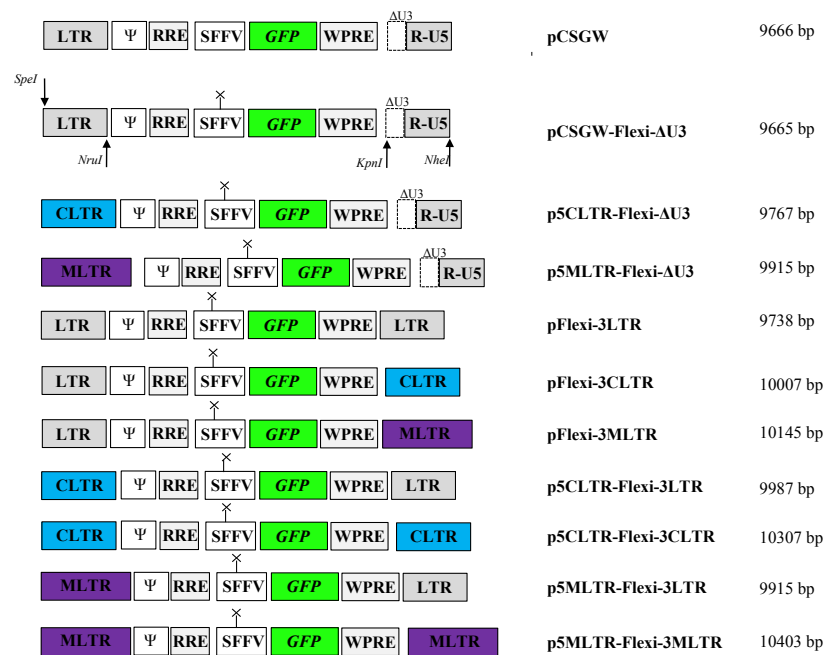 ΔU3
LTR Ψ RRE SFFV GFP WPRE R-U5 pCSGW 9666 bp
SpeI
ΔU3
LTR Ψ RRE SFFV GFP WPRE R-U5 pCSGW-Flexi-ΔU3 9665 bp
NruI KpnI NheI
ΔU3
CLTR Ψ RRE SFFV GFP WPRE R-U5 p5CLTR-Flexi-ΔU3 9767 bp
ΔU3
MLTR Ψ RRE SFFV GFP WPRE R-U5 p5MLTR-Flexi-ΔU3 9915 bp
LTR Ψ RRE SFFV GFP WPRE LTR pFlexi-3LTR 9738 bp
LTR Ψ RRE SFFV GFP WPRE CLTR pFlexi-3CLTR 10007 bp
LTR Ψ RRE SFFV GFP WPRE MLTR pFlexi-3MLTR 10145 bp
CLTR Ψ RRE SFFV GFP WPRE LTR p5CLTR-Flexi-3LTR 9987 bp
CLTR Ψ RRE SFFV GFP WPRE CLTR p5CLTR-Flexi-3CLTR 10307 bp
MLTR Ψ RRE SFFV GFP WPRE LTR p5MLTR-Flexi-3LTR 9915 bp
MLTR Ψ RRE SFFV GFP WPRE MLTR p5MLTR-Flexi-3MLTR 10403 bp